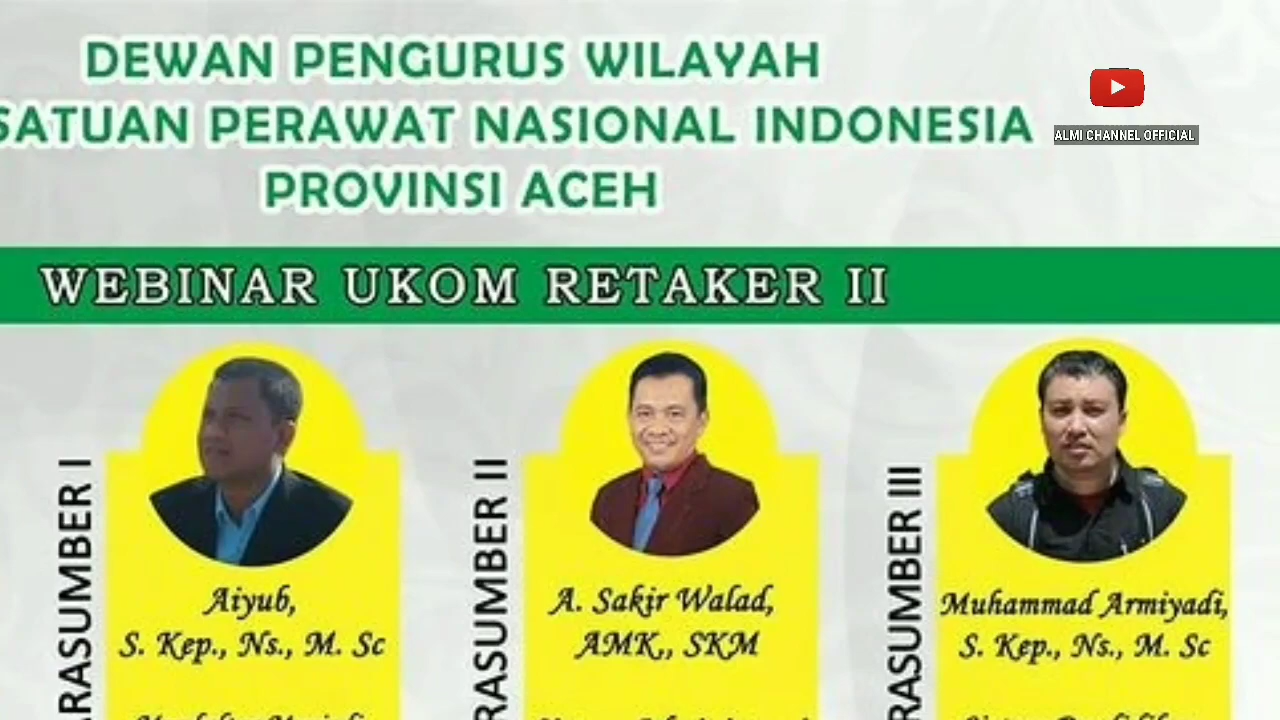 DEWAN PENGURUS WILAYAH
SATUAN PERAWAT NASIONAL INDONESIA
PROVINSI ACEH
ALMI CHANNEL OFFICIAL
WEBINAR UKOM RETAKER II
RASUMBER I
Aiyub,
S. Kep., Ns., M. Sc
RASUMBER II
A. Sakir Walad,
AMK., SKM
RASUMBER III
Muhammad Armiyadi,
S. Kep., Ns., M. Sc